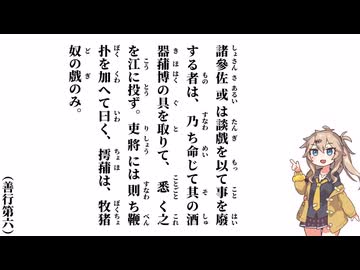 諸參佐或は談戲を以て事を廢
する者は、乃ち命じて其の酒
器蒱博の具を取りて、悉く之
を江に投ず。吏將には則ち鞭
扑を加へて曰く、摴蒱は、牧猪
奴の戲のみ。
(善行第六)